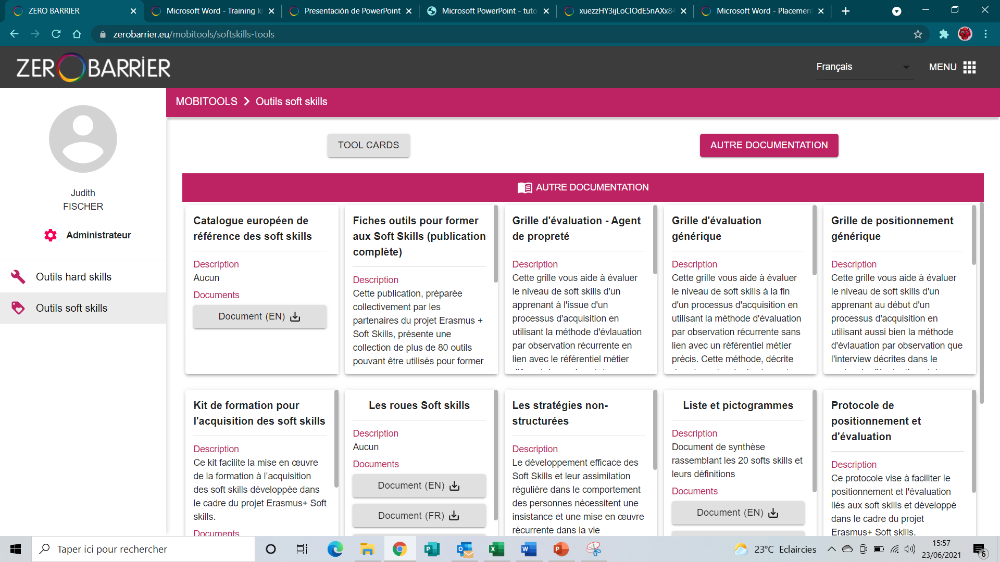 ZERO BARRIER
Microsoft Word - Training k
Presentación de PowerPoint
Microsoft PowerPoint - tuto
xuezzHY3ijLoClOdE5nAXx84
Microsoft Word - Placement
zerobarrier.eu/mobitools/softskills-tools
ZEROBARRIER
Français
MENU
MOBITOOLS > Outils soft skills
Judith
FISCHER
Administrateur
Outils hard skills
Outils soft skills
TOOL CARDS
AUTRE DOCUMENTATION
AUTRE DOCUMENTATION
Catalogue européen de
référence des soft skills
Description
Aucun
Documents
Document (EN)
Fiches outils pour former
aux Soft Skills (publication
complète)
Description
Cette publication, préparée
collectivement par les
partenaires du projet Erasmus +
Soft Skills, présente une
collection de plus de 80 outils
pouvant être utilisés pour former
Grille d'évaluation - Agent
de propreté
Description
Cette grille vous aide à évaluer
le niveau de soft skills d'un
apprenant à l'issue d'un
processus d'acquisition en
utilisant la méthode d'évlauation
par observation récurrente en
lien avec le référentiel métier
Grille d'évaluation
générique
Description
Cette grille vous aide à évaluer
le niveau de soft skills à la fin
d'un processus d'acquisition en
utilisant la méthode d'évaluation
par observation récurrente sans
lien avec un référentiel métier
précis. Cette méthode, décrite
Grille de positionnement
générique
Description
Cette grille vous aide à évaluer
le niveau de soft skills d'un
apprenant au début d'un
processus d'acquisition en
utilisant aussi bien la méthode
d'évlauation par observation que
l'interview décrites dans le
Kit de formation pour
l'acquisition des soft skills
Description
Ce kit facilite la mise en œuvre
de la formation à l'acquisition
des soft skills développée dans
le cadre du projet Erasmus+ Soft
skills.
Documents
Les roues Soft skills
Description
Aucun
Documents
Document (EN)
Document (FR)
Les stratégies non-
structurées
Description
Le développement efficace des
Soft Skills et leur assimilation
régulière dans le comportement
des personnes nécessitent une
insistance et une mise en œuvre
récurrente dans la vie
Liste et pictogrammes
Description
Document de synthèse
rassemblant les 20 softs skills et
leurs définitions
Documents
Document (EN)
Protocole de
positionnement et
d'évaluation
Description
Ce protocole vise à faciliter le
positionnement et l'évaluation
liés aux soft skills et développé
dans le cadre du projet
Erasmus+ Soft skills.
Taper ici pour rechercher
23°C Eclaircies
15:57
23/06/2021
6